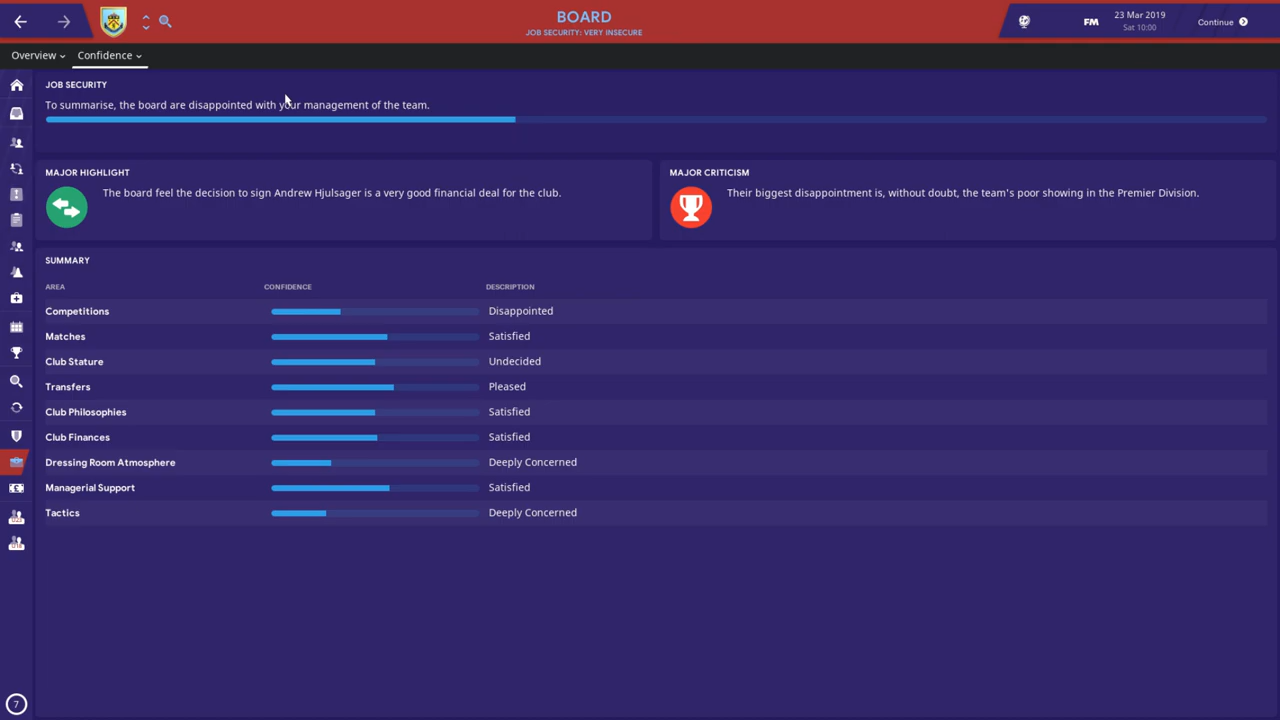 BOARD
JOB SECURITY: VERY INSECURE
FM
23 Mar 2019
Sat 10:00
Continue
Overview
Confidence
JOB SECURITY
To summarise, the board are disappointed with your management of the team.
MAJOR HIGHLIGHT
The board feel the decision to sign Andrew Hjulsager is a very good financial deal for the club.
MAJOR CRITICISM
Their biggest disappointment is, without doubt, the team's poor showing in the Premier Division.
SUMMARY
AREA CONFIDENCE DESCRIPTION
Competitions Disappointed
Matches Satisfied
Club Stature Undecided
Transfers Pleased
Club Philosophies Satisfied
Club Finances Satisfied
Dressing Room Atmosphere Deeply Concerned
Managerial Support Satisfied
Tactics Deeply Concerned
7